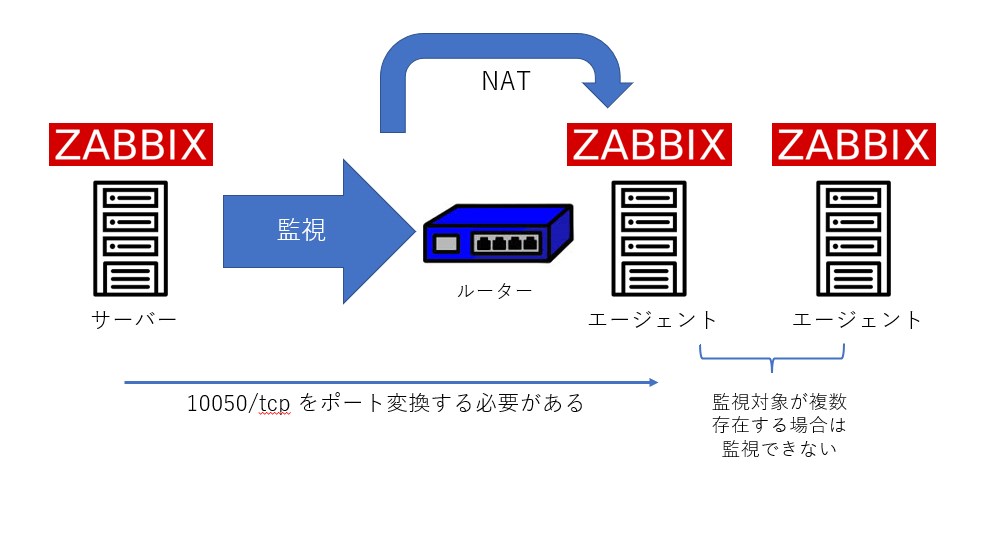 NAT
ZABBIX
ZABBIX
ZABBIX
監視
ルーター
サーバー
エージェント
エージェント
10050/tcp をポート変換する必要がある
監視対象が複数
存在する場合は
監視できない